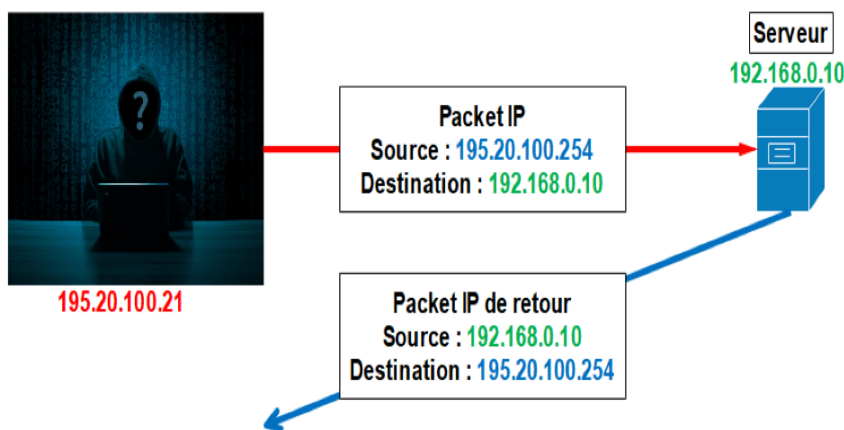 ?
Serveur
192.168.0.10
Packet IP
Source : 195.20.100.254
Destination : 192.168.0.10
195.20.100.21
Packet IP de retour
Source : 192.168.0.10
Destination : 195.20.100.254